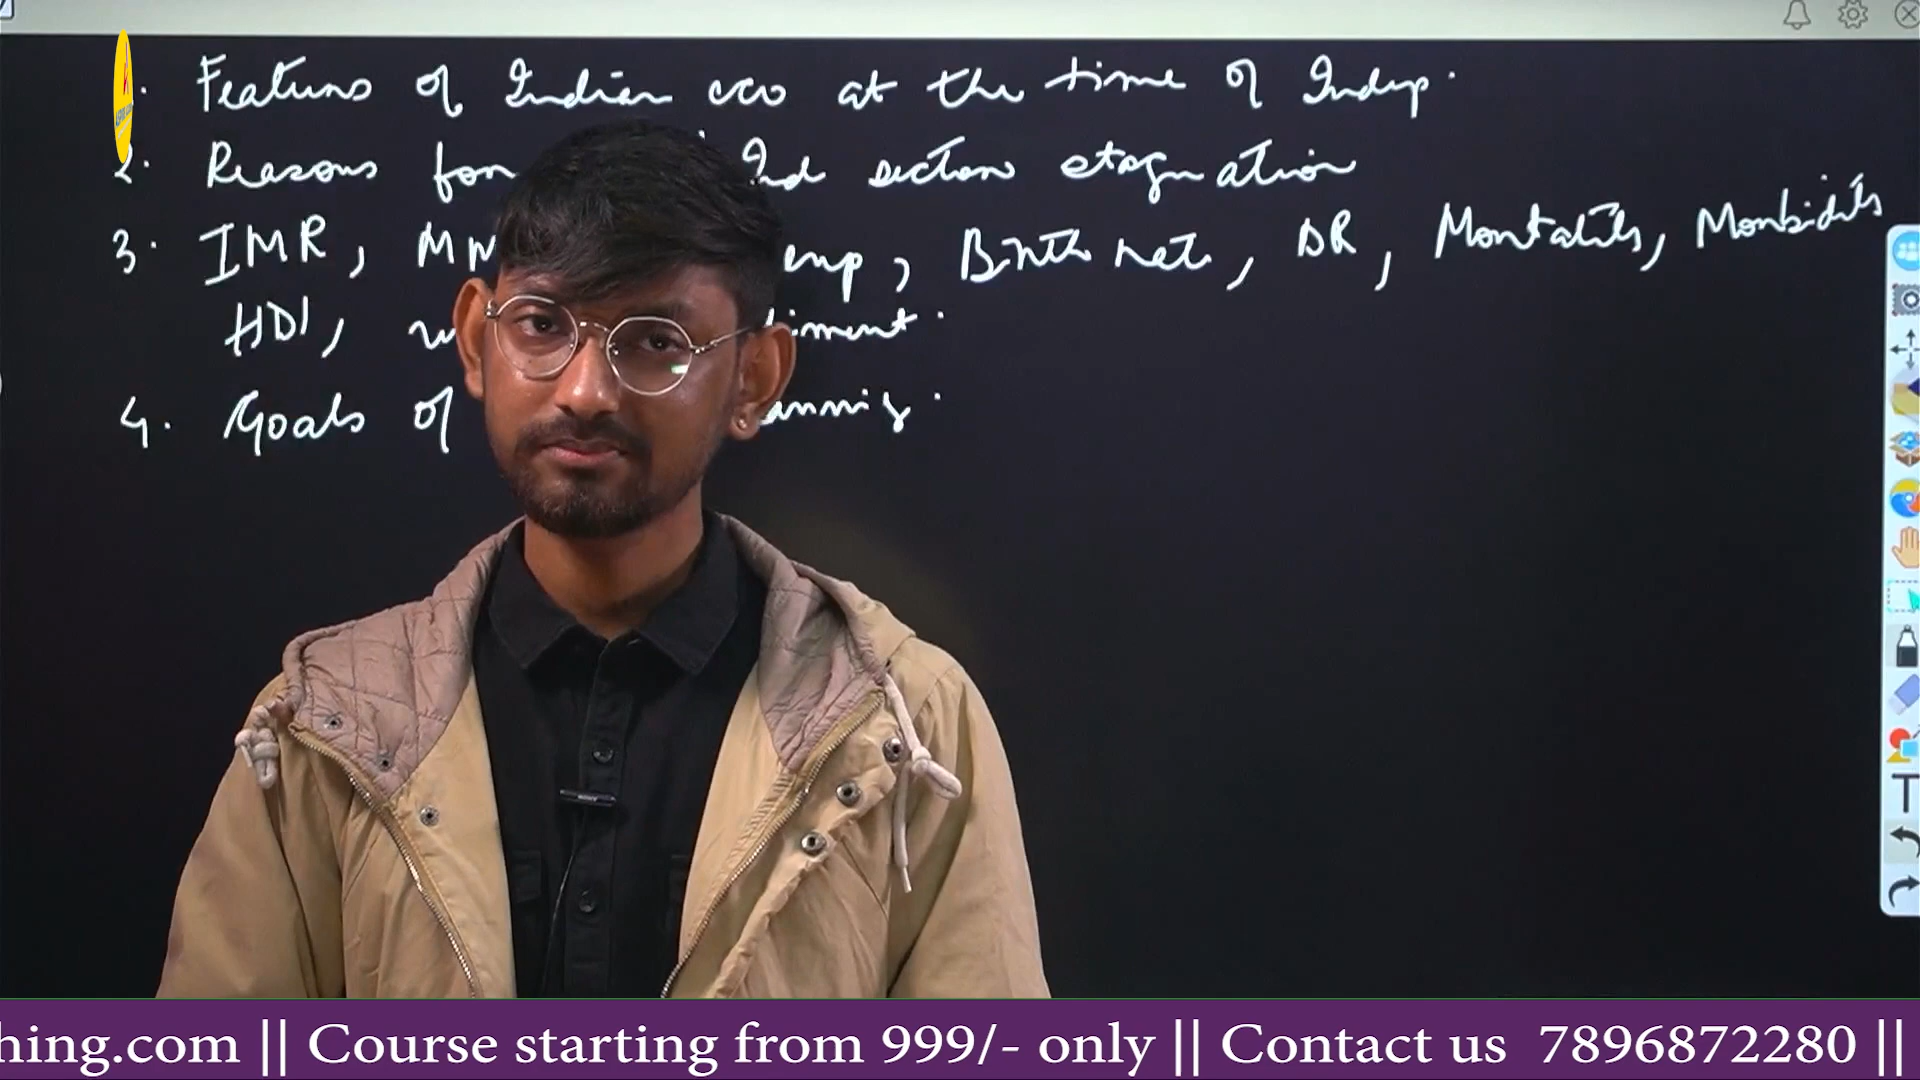 1. Features of Indian eco at the time of Indep.
2. Reasons for Ind sector stagnation
3. IMR, MM emp, Birth rate, DR, Mortality, Morbidity
HDI, w iment.
4. Goals of anning.
hing.com || Course starting from 999/- only || Contact us 7896872280 ||